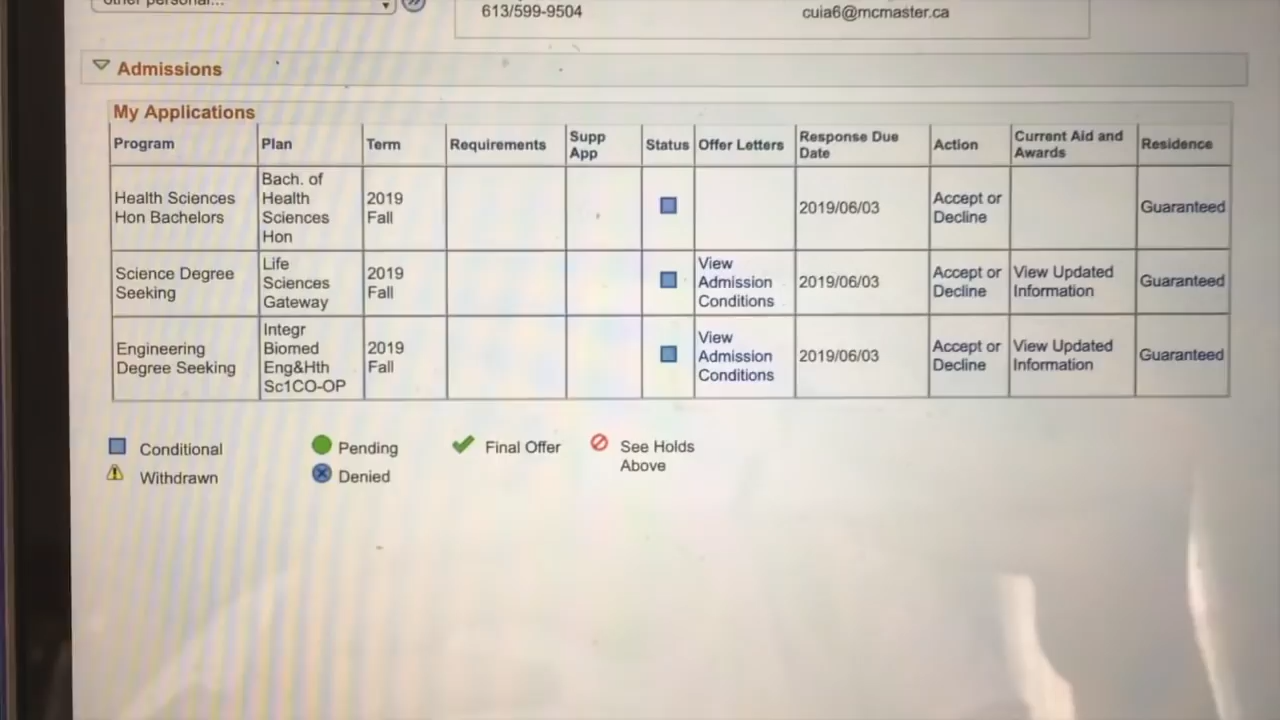 other personal...
613/599-9504
cuia6@mcmaster.ca
Admissions
My Applications
Program
Plan
Term
Requirements
Supp
App
Status
Offer Letters
Response Due
Date
Action
Current Aid and
Awards
Residence
Health Sciences
Hon Bachelors
Bach. of
Health
Sciences
Hon
2019
Fall
2019/06/03
Accept or
Decline
Guaranteed
Science Degree
Seeking
Life
Sciences
Gateway
2019
Fall
View
Admission
Conditions
2019/06/03
Accept or
Decline
View Updated
Information
Guaranteed
Engineering
Degree Seeking
Integr
Biomed
Eng&Hth
Sc1CO-OP
2019
Fall
View
Admission
Conditions
2019/06/03
Accept or
Decline
View Updated
Information
Guaranteed
Conditional
Pending
Final Offer
See Holds
Above
Withdrawn
Denied